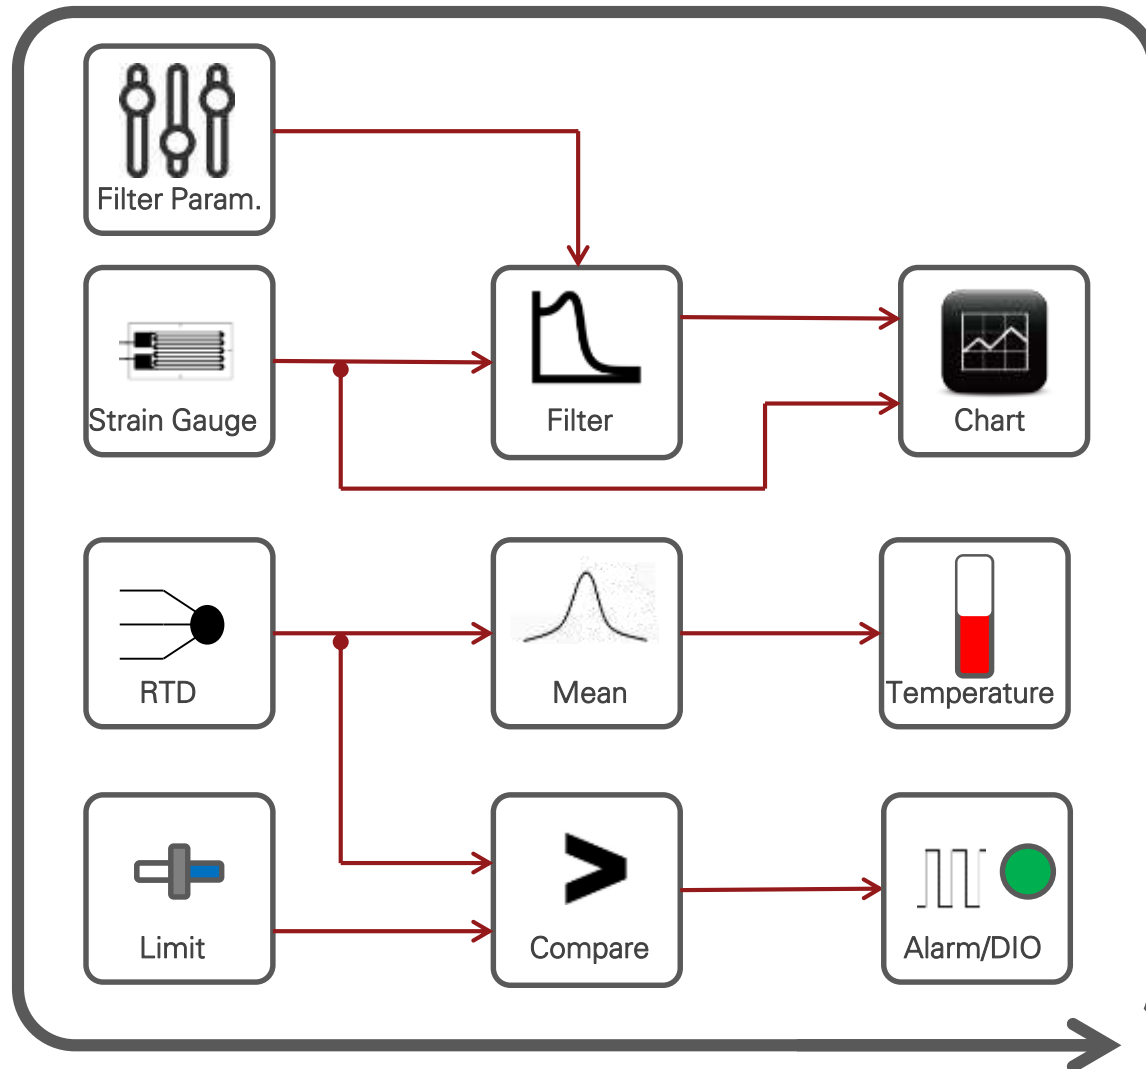 Filter Param.
Strain Gauge
Filter
Chart
RTD
Mean
Temperature
Limit
>
Compare
Alarm/DIO